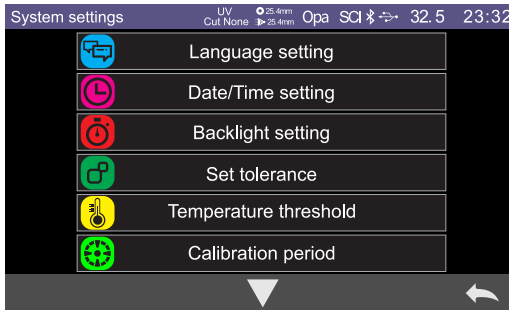 System settings UV Cut None 25.4mm 25.4mm Opa SCI 32.5 23:32
Language setting
Date/Time setting
Backlight setting
Set tolerance
Temperature threshold
Calibration period